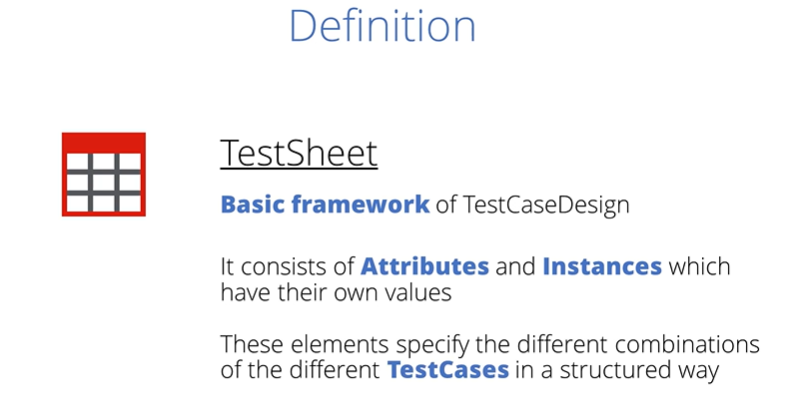 Definition
TestSheet
Basic framework of TestCaseDesign
It consists of Attributes and Instances which
have their own values
These elements specify the different combinations
of the different TestCases in a structured way